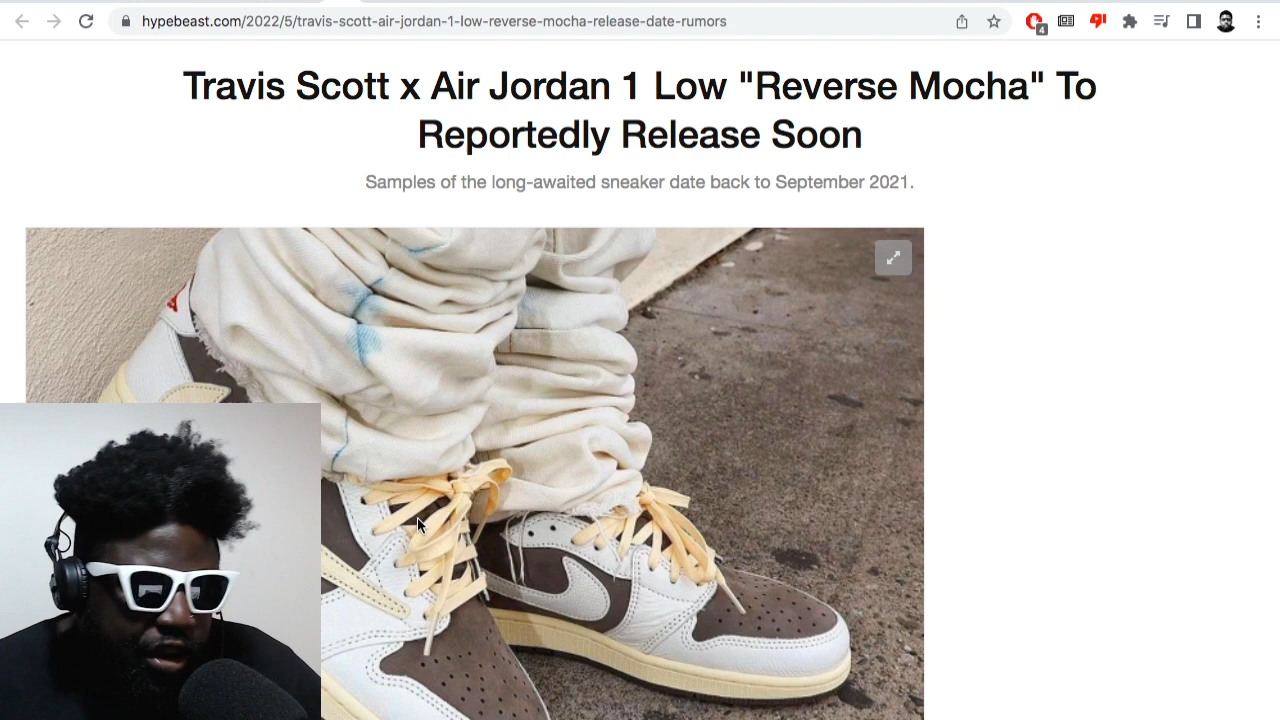 hypebeast.com/2022/5/travis-scott-air-jordan-1-low-reverse-mocha-release-date-rumors
4
Travis Scott x Air Jordan 1 Low "Reverse Mocha" To
Reportedly Release Soon
Samples of the long-awaited sneaker date back to September 2021.